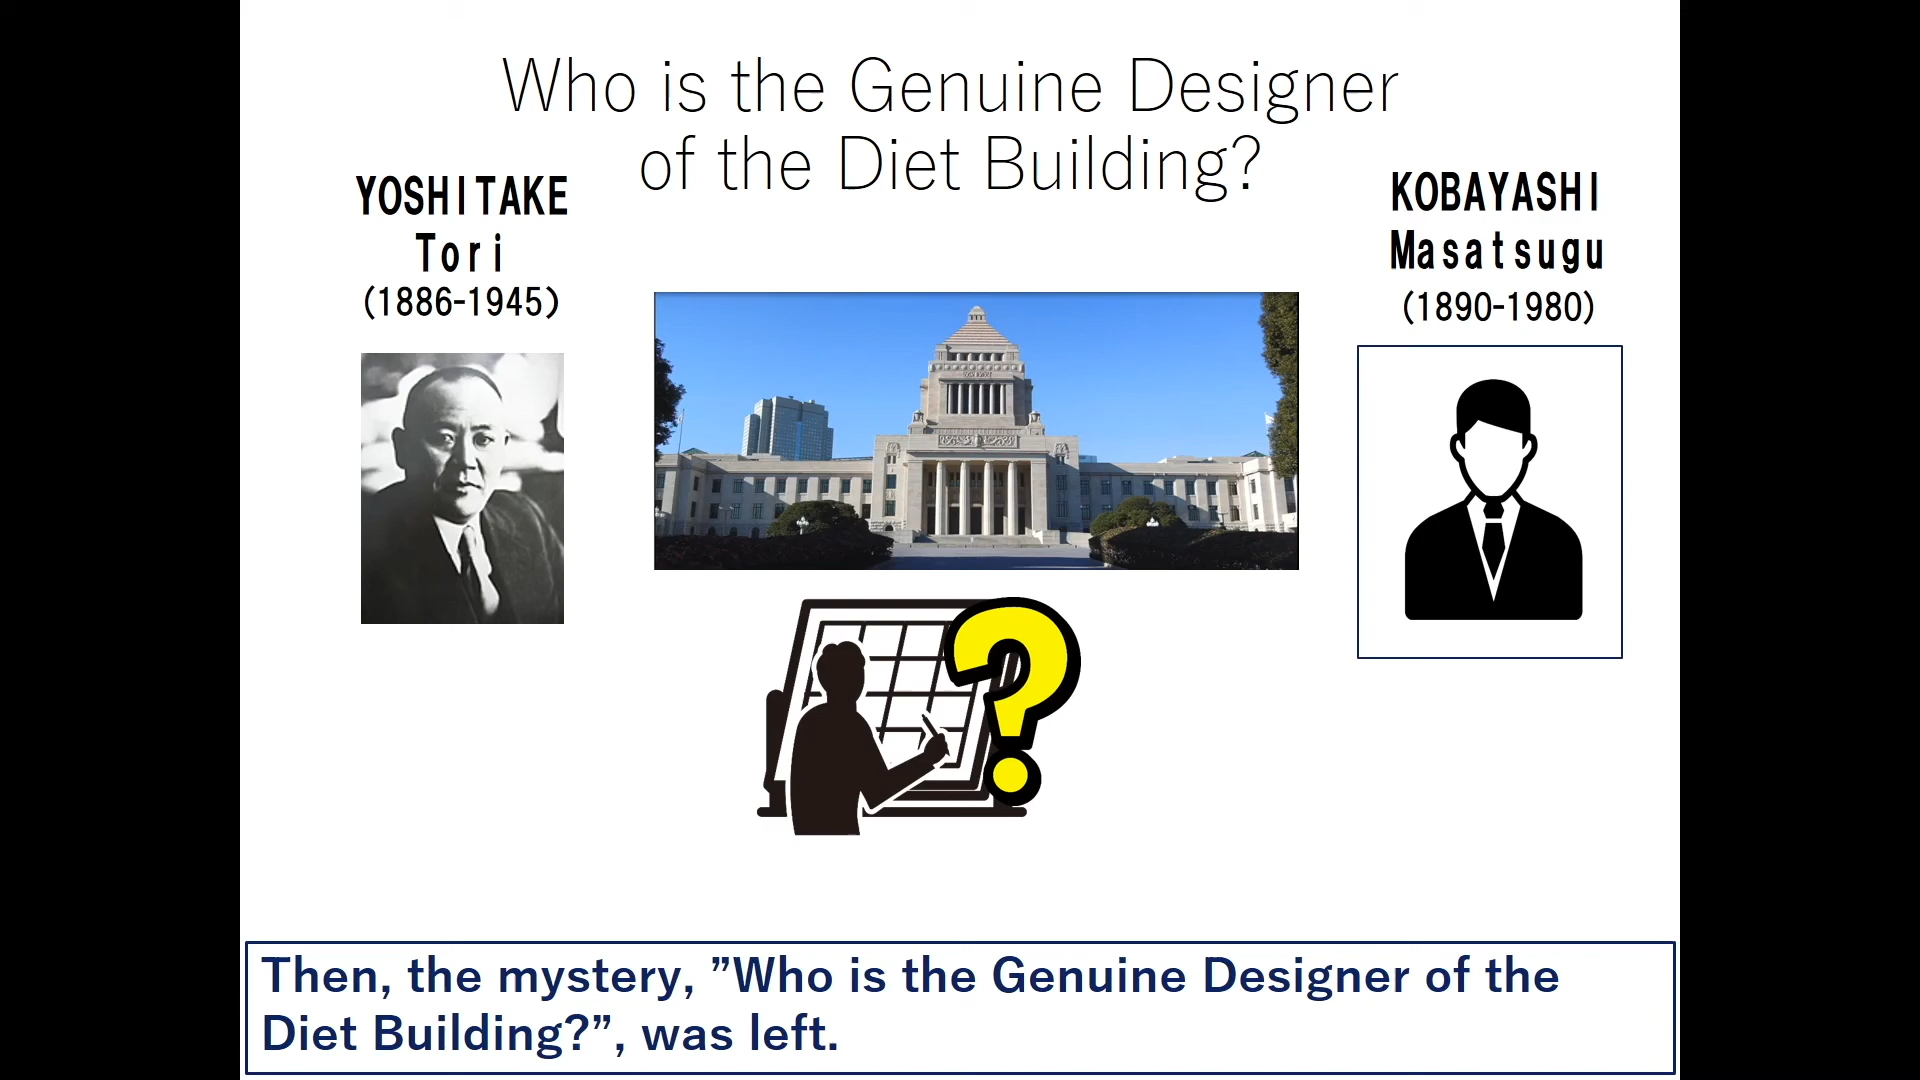 Who is the Genuine Designer
of the Diet Building?
YOSHITAKE
Tori
(1886-1945)
KOBAYASHI
Masatsugu
(1890-1980)
Then, the mystery, ”Who is the Genuine Designer of the
Diet Building?”, was left.